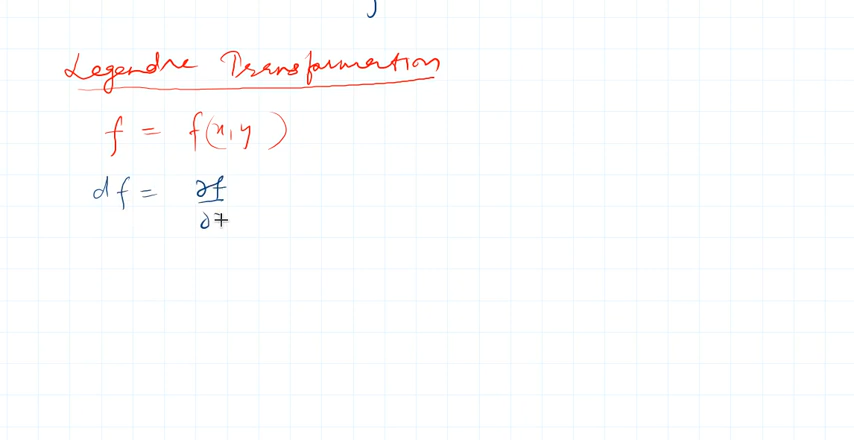 Legendre Transformation
f = f(x, y )
df = ∂f
∂